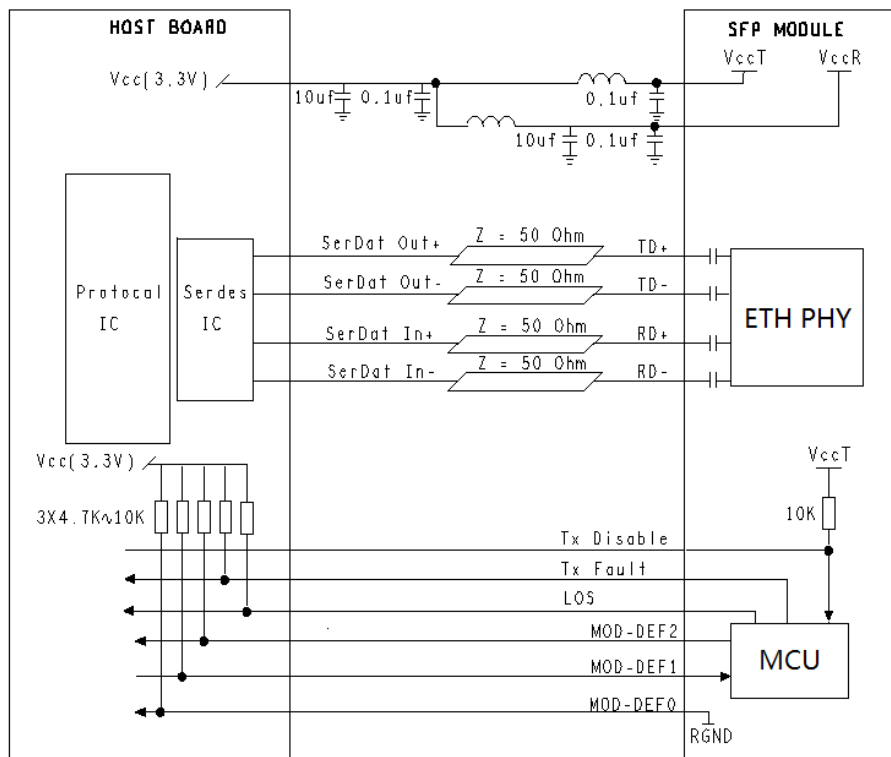 HOST BOARD
SFP MODULE
VccT
VccR
Vcc(3.3V)
10uf
0.1uf
0.1uf
10uf
0.1uf
Z = 50 Ohm
SerDat Out+
TD+
Z = 50 Ohm
SerDat Out-
TD-
Protocal
IC
Serdes
IC
ETH PHY
Z = 50 Ohm
SerDat In+
RD+
Z = 50 Ohm
SerDat In-
RD-
Vcc(3.3V)
VccT
3X4.7K~10K
10K
Tx Disable
Tx Fault
LOS
MOD-DEF2
MCU
MOD-DEF1
MOD-DEF0
RGND